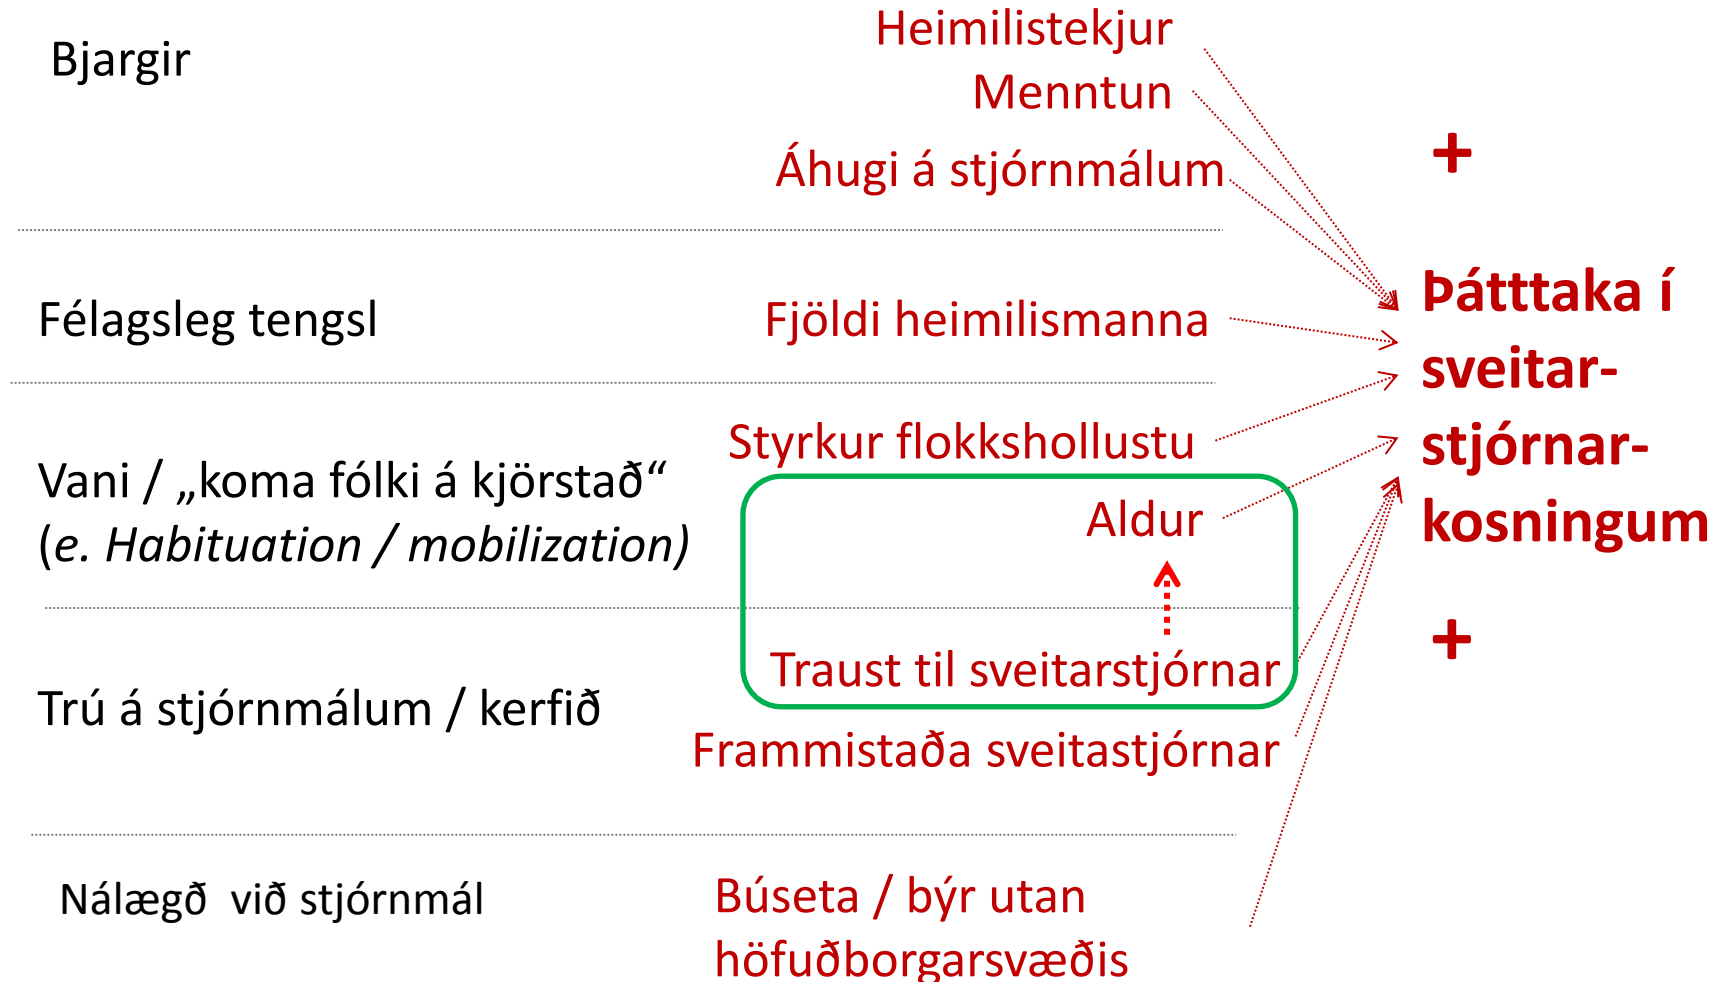 Bjargir
Heimilistekjur
Menntun
Áhugi á stjórnmálum
+
Félagsleg tengsl
Fjöldi heimilismanna
Þátttaka í
sveitar-
stjórnar-
kosningum
Vani / „koma fólki á kjörstað“
(e. Habituation / mobilization)
Styrkur flokkshollustu
Aldur
+
Trú á stjórnmálum / kerfið
Traust til sveitarstjórnar
Frammistaða sveitastjórnar
Nálægð við stjórnmál
Búseta / býr utan
höfuðborgarsvæðis